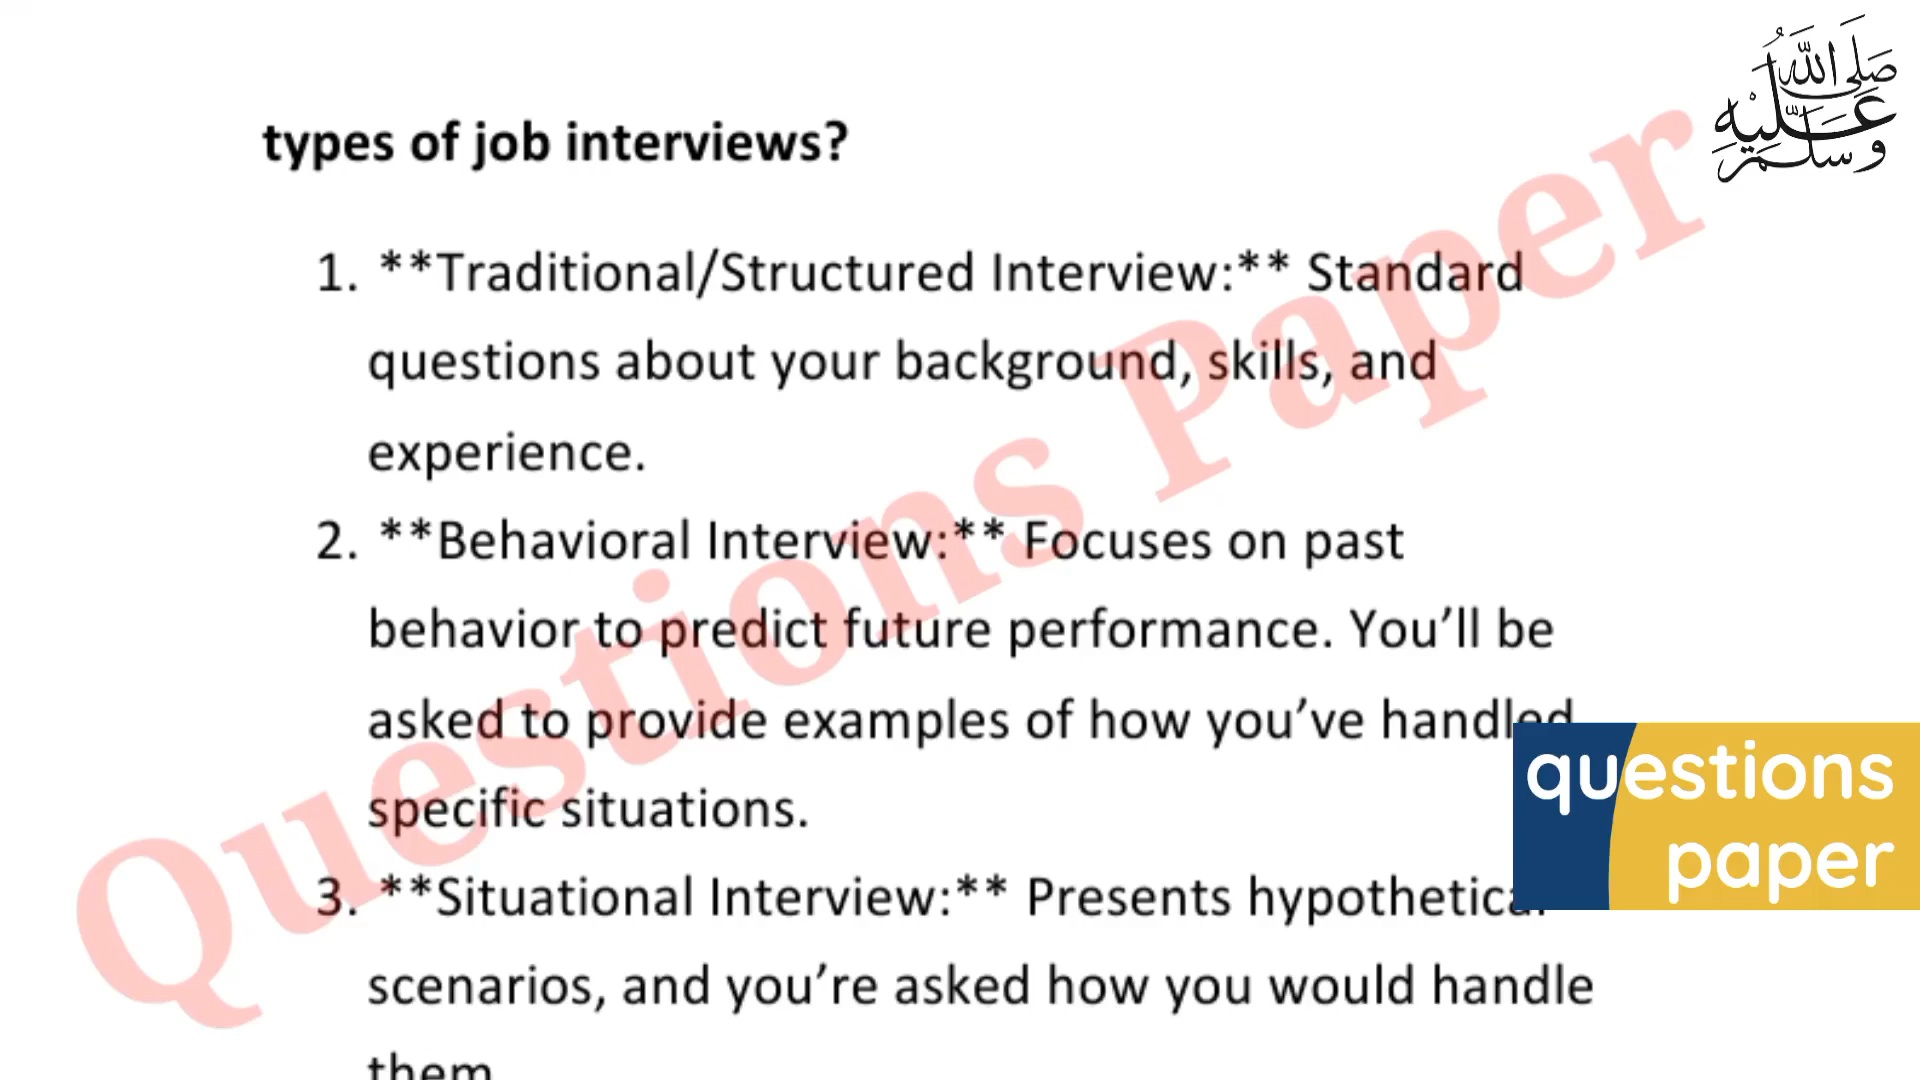 صلى الله
عليه
وسلم
types of job interviews?
1. **Traditional/Structured Interview:** Standard
questions about your background, skills, and
experience.
2. **Behavioral Interview:** Focuses on past
behavior to predict future performance. You’ll be
asked to provide examples of how you’ve handled
specific situations.
3. **Situational Interview:** Presents hypothetical
scenarios, and you’re asked how you would handle
them
Questions Paper
questions
paper